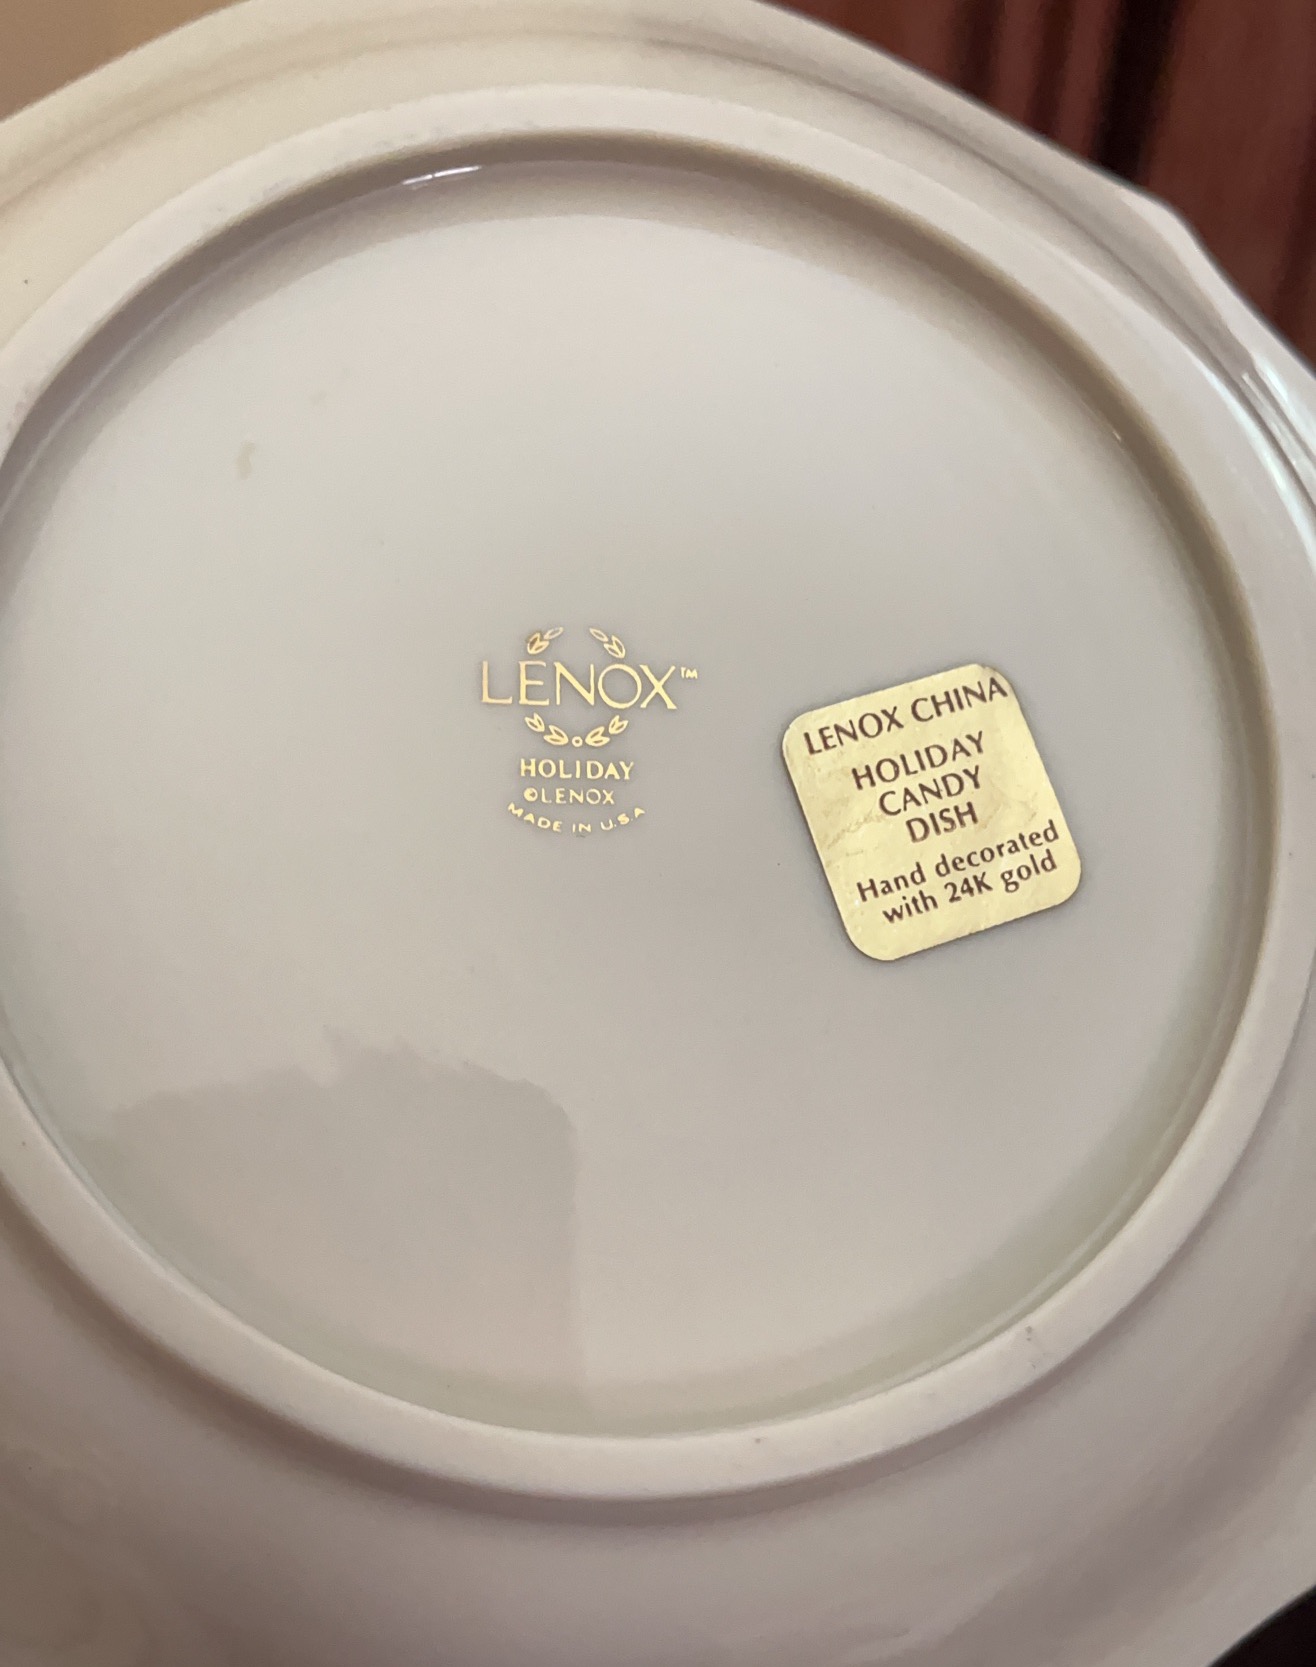 LENOX™
HOLIDAY
©LENOX
MADE IN U.S.A
LENOX CHINA
HOLIDAY
CANDY
DISH
Hand decorated
with 24K gold